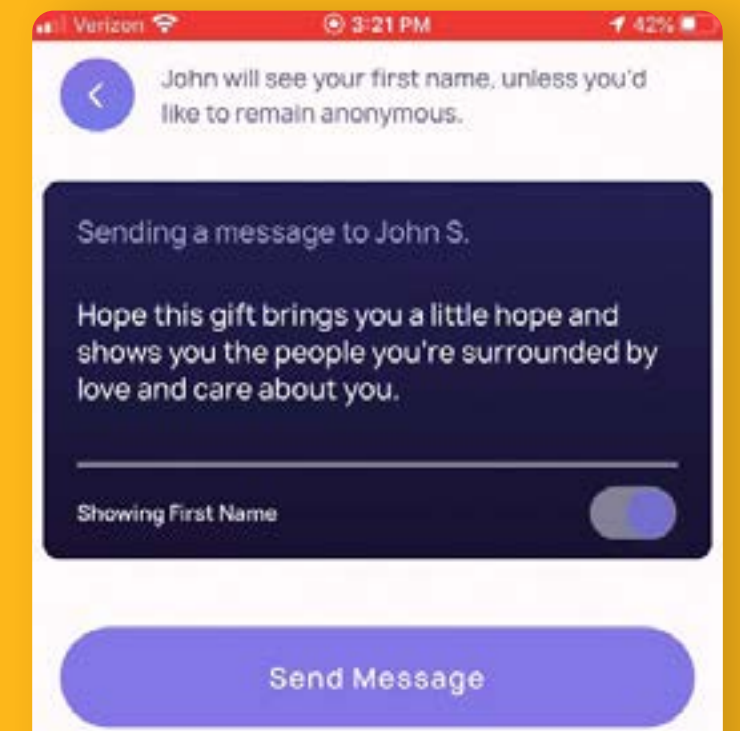 Verizon 3:21 PM 42%
John will see your first name, unless you'd
like to remain anonymous.
Sending a message to John S.
Hope this gift brings you a little hope and
shows you the people you're surrounded by
love and care about you.
Showing First Name
Send Message